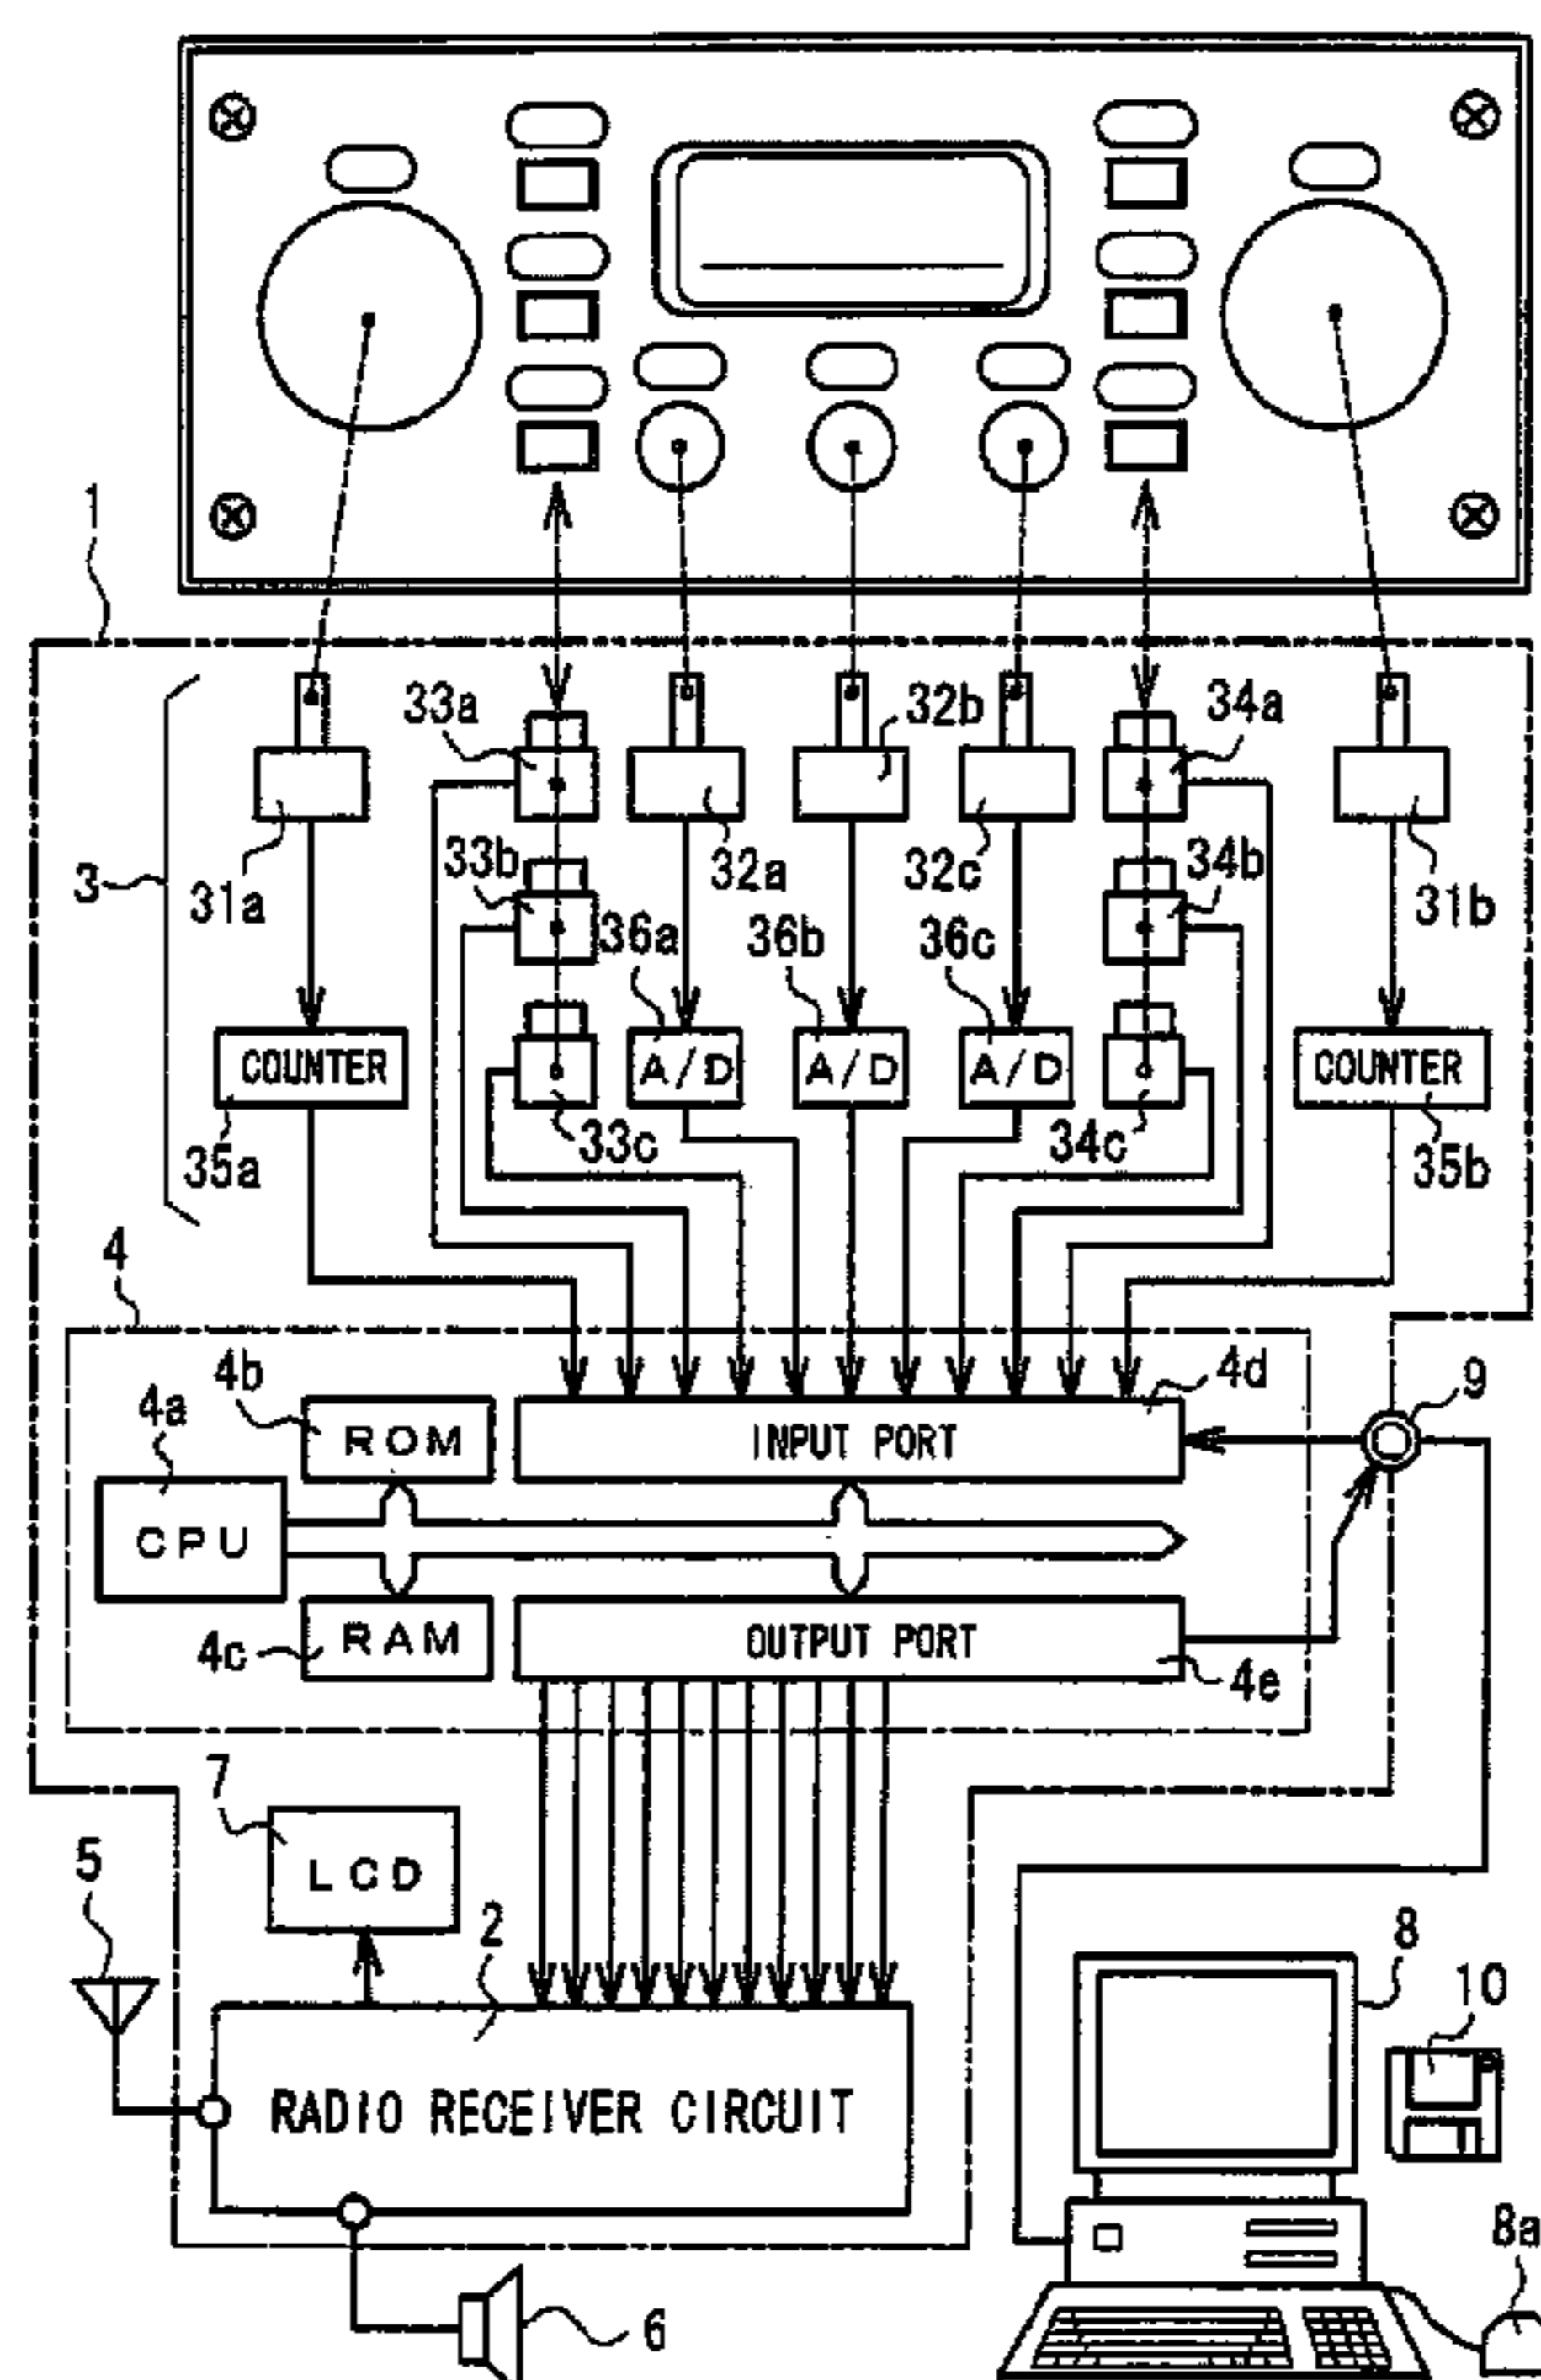 1
33a
32b
34a
3
31a
33b
32a
32c
34b
31b
36a
36b
36c
COUNTER
A/D
A/D
A/D
COUNTER
35a
33c
34c
35b
4
4b
4d
9
4a
ROM
INPUT PORT
CPU
4c
RAM
OUTPUT PORT
4e
7
5
LCD
2
8
10
RADIO RECEIVER CIRCUIT
8a
6